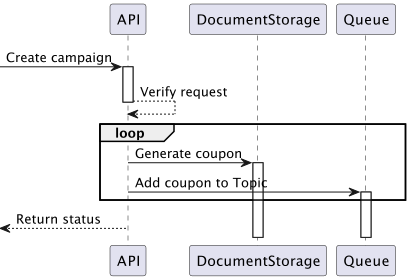 API DocumentStorage Queue
Create campaign
Verify request
loop
Generate coupon
Add coupon to Topic
Return status
API DocumentStorage Queue